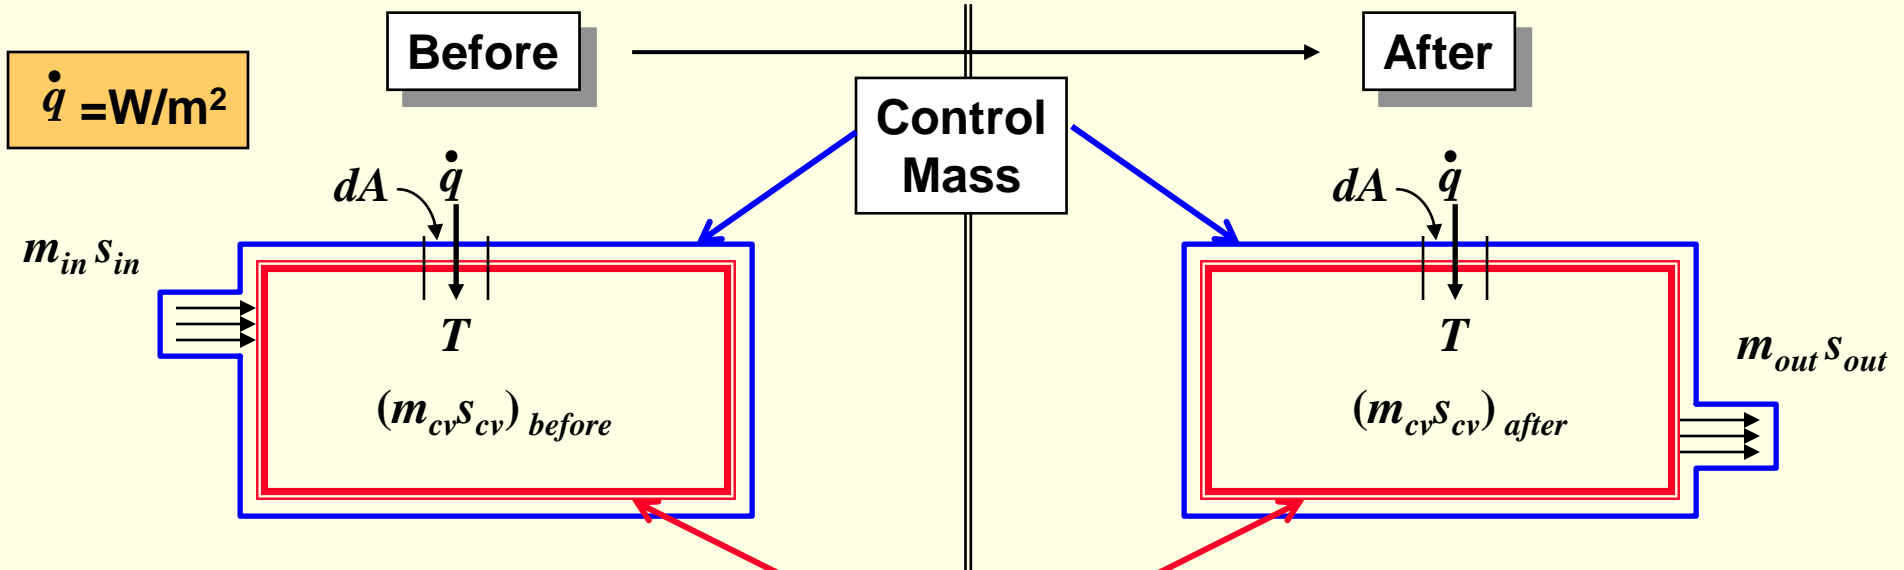 Before
After
q̇ =W/m²
Control
Mass
dA
q̇
T
m_in s_in
(m_cv s_cv) before
dA
q̇
T
m_out s_out
(m_cv s_cv) after